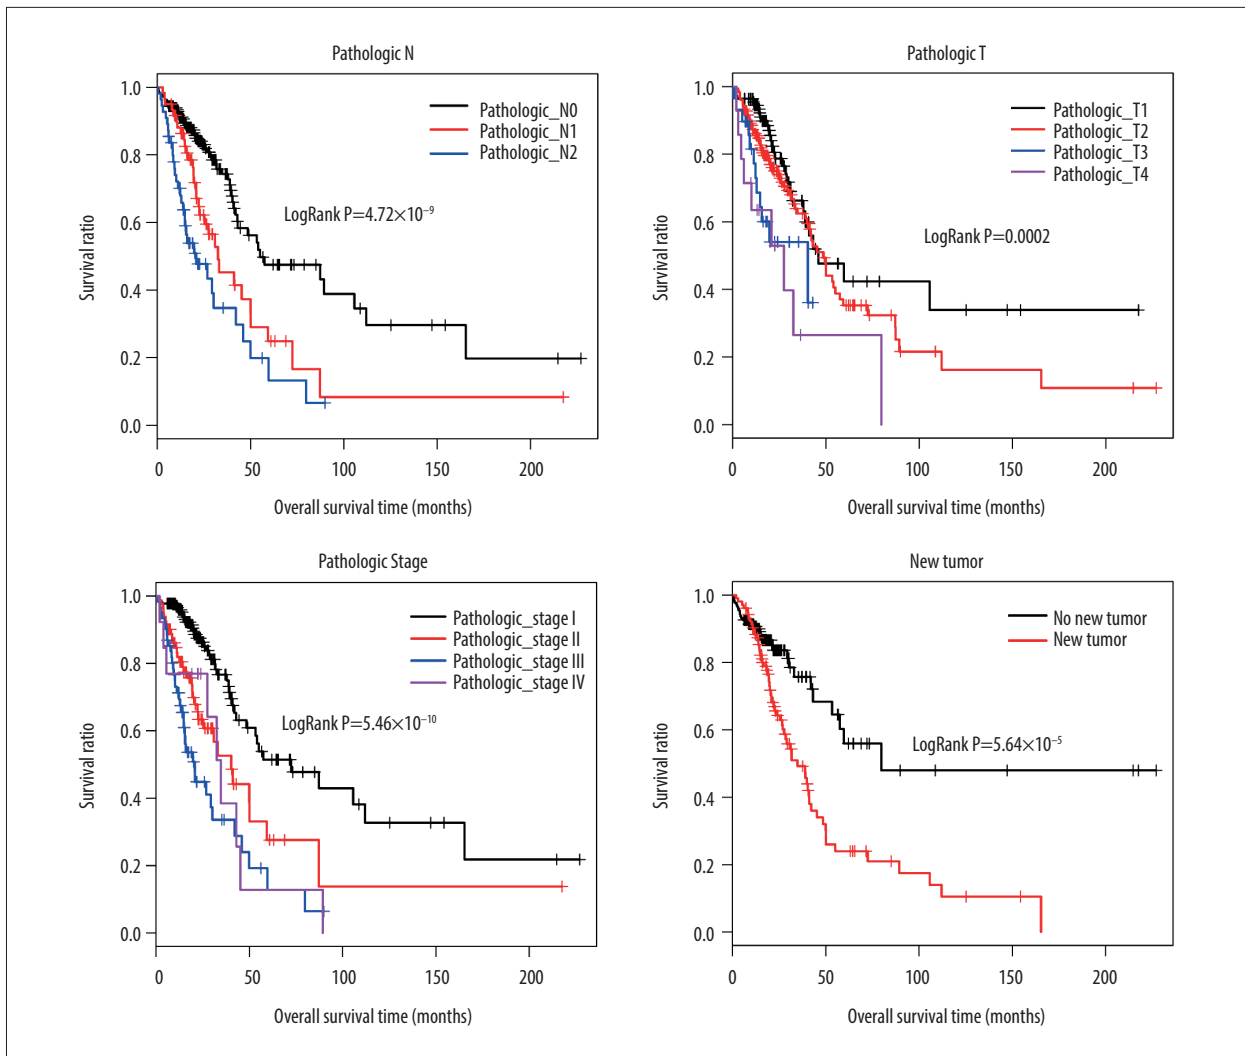 Pathologic N
1.0
0.8
0.6
0.4
0.2
0.0
Survival ratio
Pathologic_N0
Pathologic_N1
Pathologic_N2
LogRank P=4.72×10⁻⁹
0 50 100 150 200
Overall survival time (months)
Pathologic T
1.0
0.8
0.6
0.4
0.2
0.0
Survival ratio
Pathologic_T1
Pathologic_T2
Pathologic_T3
Pathologic_T4
LogRank P=0.0002
0 50 100 150 200
Overall survival time (months)
Pathologic Stage
1.0
0.8
0.6
0.4
0.2
0.0
Survival ratio
Pathologic_stage I
Pathologic_stage II
Pathologic_stage III
Pathologic_stage IV
LogRank P=5.46×10⁻¹⁰
0 50 100 150 200
Overall survival time (months)
New tumor
1.0
0.8
0.6
0.4
0.2
0.0
Survival ratio
No new tumor
New tumor
LogRank P=5.64×10⁻⁵
0 50 100 150 200
Overall survival time (months)